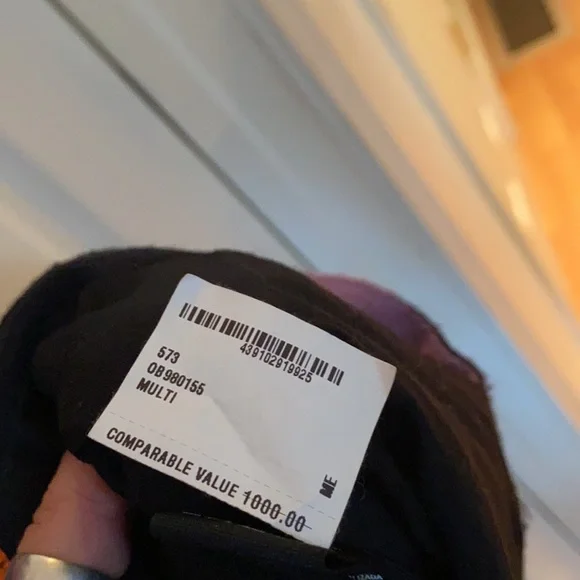 439102919925
573
OB980155
MULTI
ME
COMPARABLE VALUE 1000.00